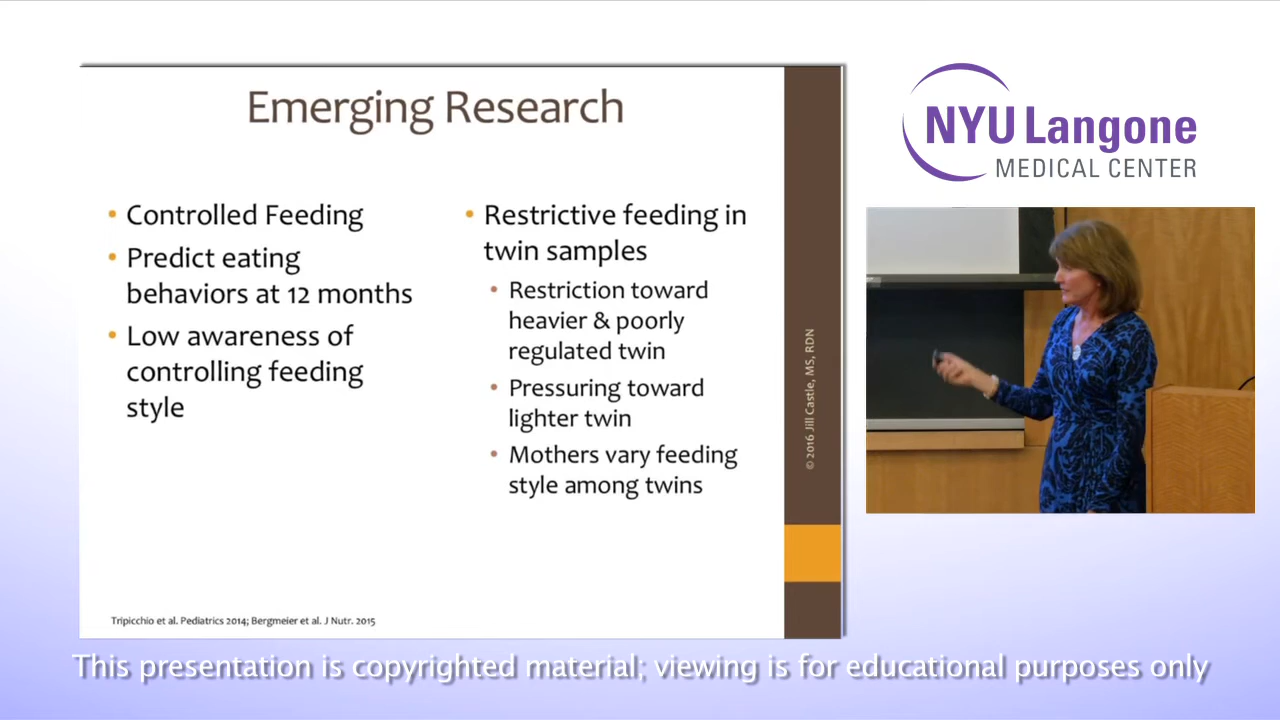 Emerging Research
• Controlled Feeding
• Predict eating
behaviors at 12 months
• Low awareness of
controlling feeding
style
• Restrictive feeding in
twin samples
• Restriction toward
heavier & poorly
regulated twin
• Pressuring toward
lighter twin
• Mothers vary feeding
style among twins
Tripicchio et al. Pediatrics 2014; Bergmeier et al. J Nutr. 2015
© 2016 Jill Castle, MS, RDN
NYU Langone
MEDICAL CENTER
This presentation is copyrighted material; viewing is for educational purposes only